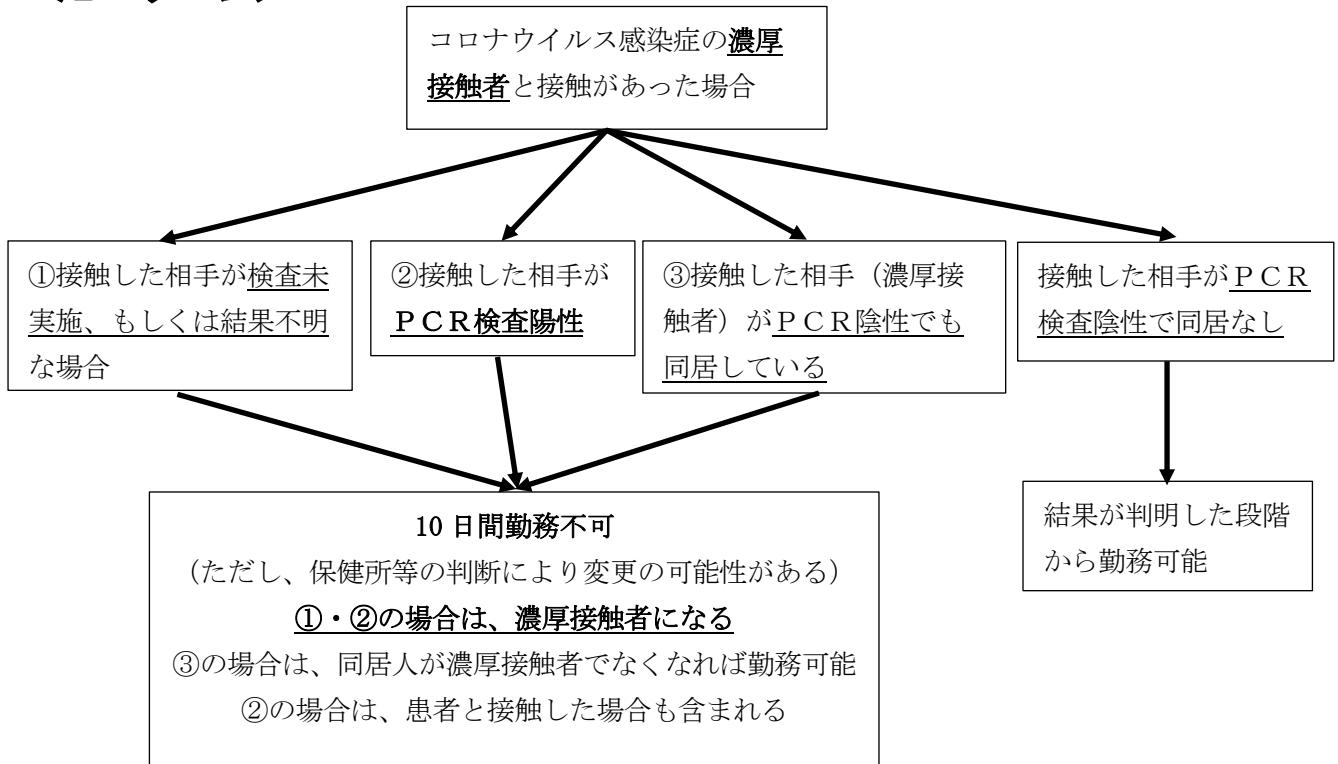 コロナウイルス感染症の濃厚
接触者と接触があった場合
①接触した相手が検査未
実施、もしくは結果不明
な場合
②接触した相手が
ＰＣＲ検査陽性
③接触した相手（濃厚接
触者）がＰＣＲ陰性でも
同居している
接触した相手がＰＣＲ
検査陰性で同居なし
10 日間勤務不可
（ただし、保健所等の判断により変更の可能性がある）
①・②の場合は、濃厚接触者になる
③の場合は、同居人が濃厚接触者でなくなれば勤務可能
②の場合は、患者と接触した場合も含まれる
結果が判明した段階
から勤務可能